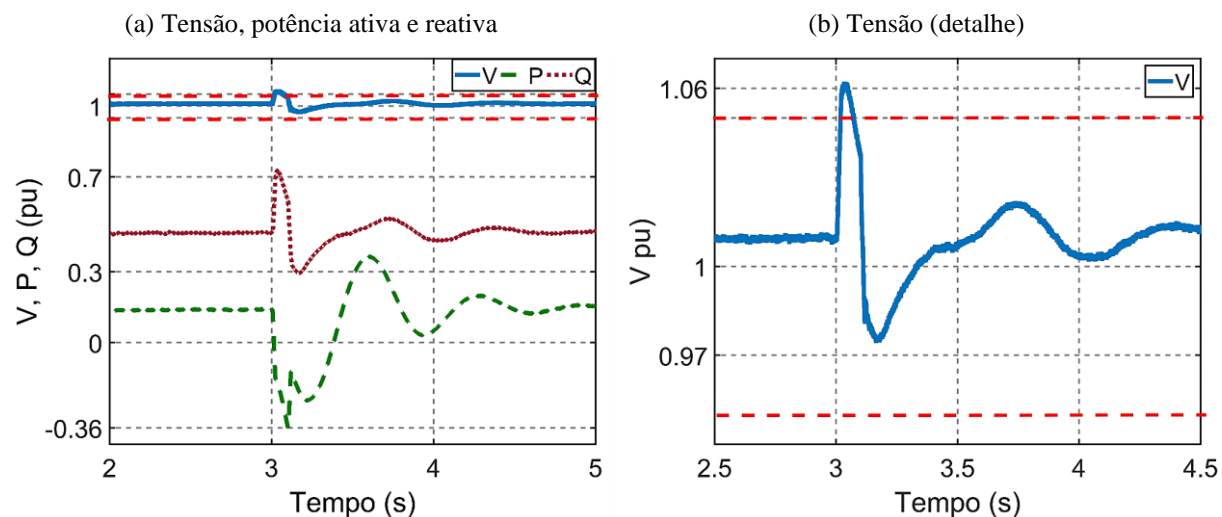 (a) Tensão, potência ativa e reativa
(b) Tensão (detalhe)
V P Q
1
0.7
0.3
0
-0.36
V, P, Q (pu)
2 3 4 5
Tempo (s)
V
1.06
1
0.97
V pu)
2.5 3 3.5 4 4.5
Tempo (s)